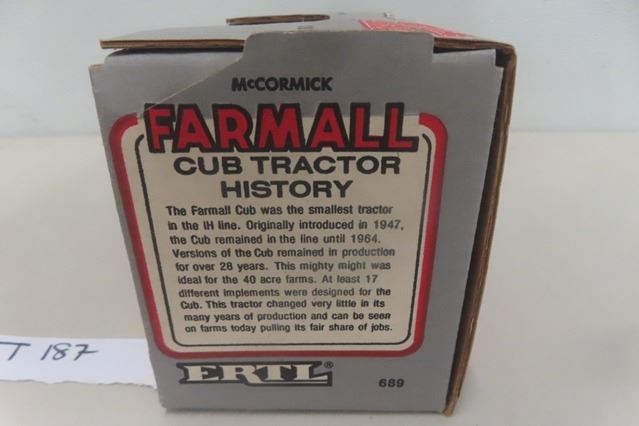 McCORMICK
FARMALL
CUB TRACTOR
HISTORY
The Farmall Cub was the smallest tractor
in the IH line. Originally introduced in 1947,
the Cub remained in the line until 1964.
Versions of the Cub remained in production
for over 28 years. This mighty might was
ideal for the 40 acre farms. At least 17
different implements were designed for the
Cub. This tractor changed very little in its
many years of production and can be seen
on farms today pulling its fair share of jobs.
ERTL®
689
T 187